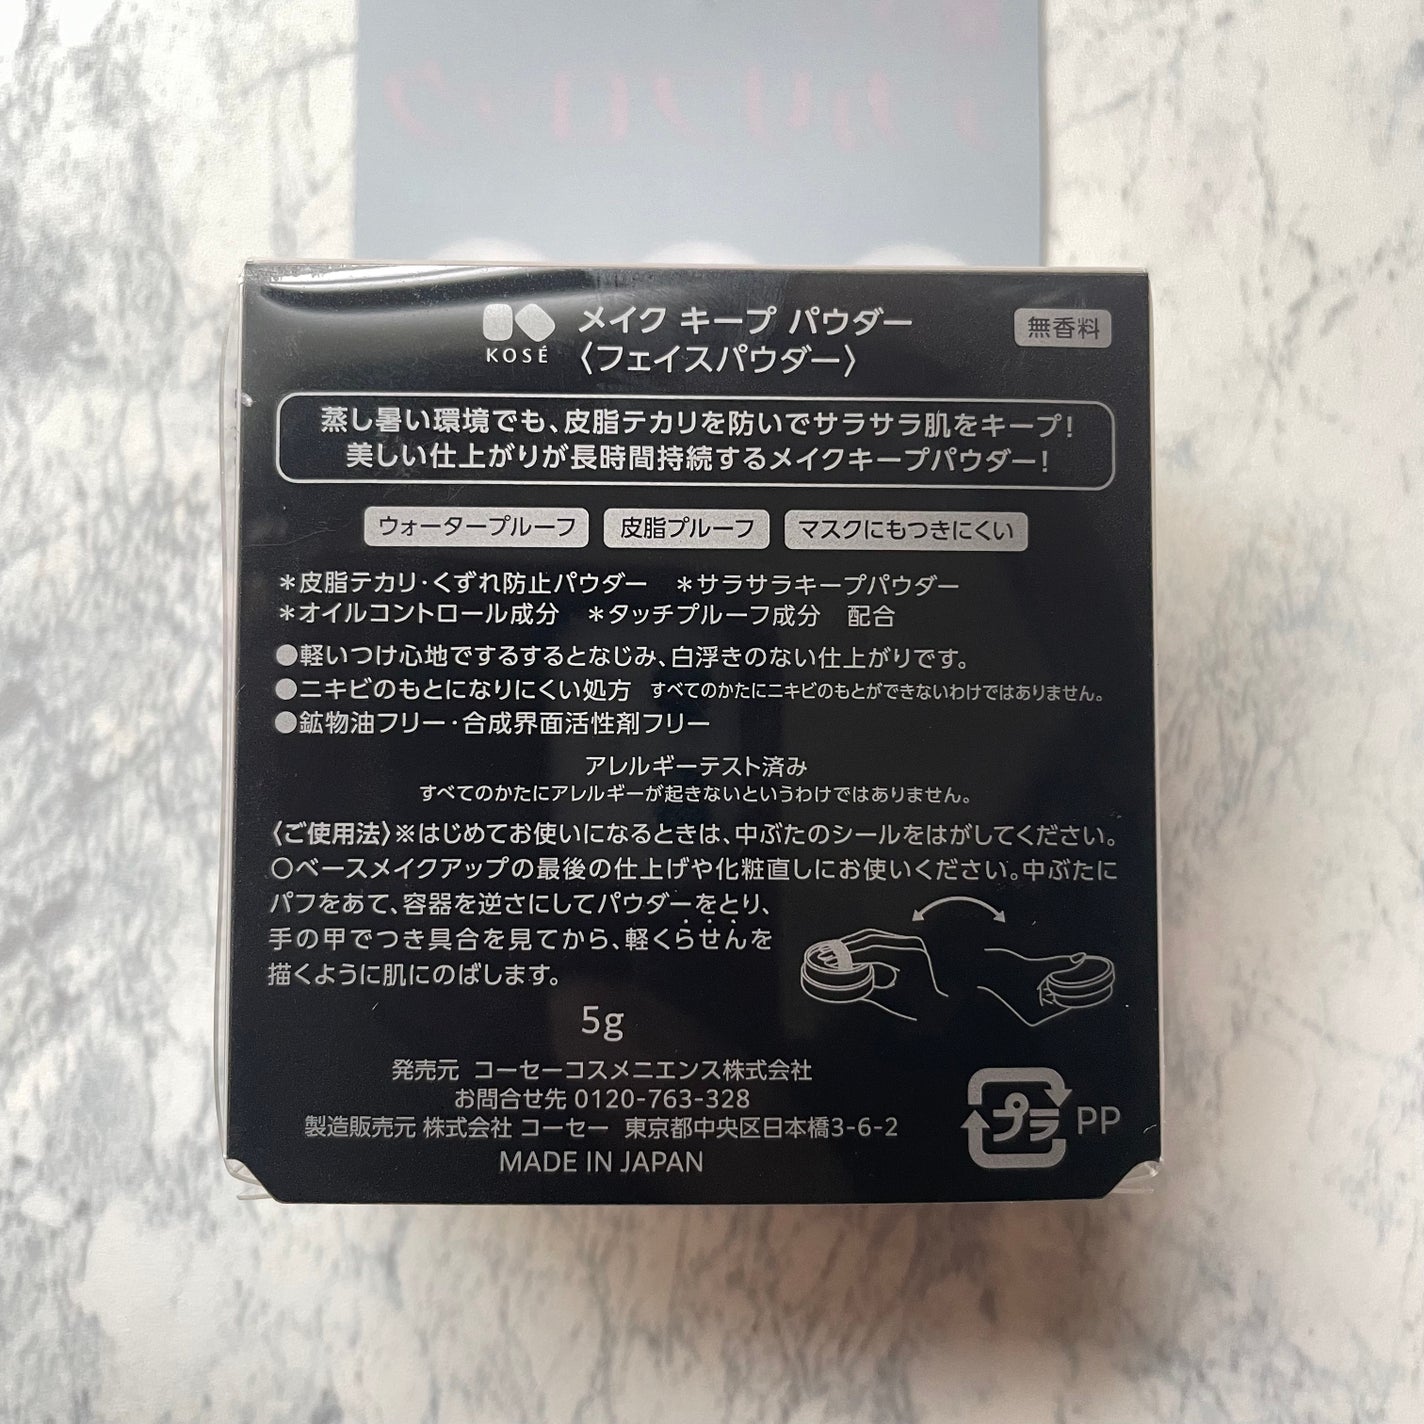 テカリブロック
KOSÉ
メイク キープ パウダー
〈フェイスパウダー〉
無香料
蒸し暑い環境でも、皮脂テカリを防いでサラサラ肌をキープ!
美しい仕上がりが長時間持続するメイクキープパウダー!
ウォータープルーフ 皮脂プルーフ マスクにもつきにくい
*皮脂テカリ・くずれ防止パウダー *サラサラキープパウダー
*オイルコントロール成分 *タッチプルーフ成分 配合
●軽いつけ心地でするするとなじみ、白浮きのない仕上がりです。
●ニキビのもとになりにくい処方 すべてのかたにニキビのもとができないわけではありません。
●鉱物油フリー・合成界面活性剤フリー
アレルギーテスト済み
すべてのかたにアレルギーが起きないというわけではありません。
〈ご使用法〉※はじめてお使いになるときは、中ぶたのシールをはがしてください。
○ベースメイクアップの最後の仕上げや化粧直しにお使いください。中ぶたに
パフをあて、容器を逆さにしてパウダーをとり、
手の甲でつき具合を見てから、軽くらせんを
描くように肌にのばします。
5g
発売元 コーセーコスメニエンス株式会社
お問合せ先 0120-763-328
製造販売元 株式会社 コーセー 東京都中央区日本橋3-6-2
MADE IN JAPAN
プラ PP